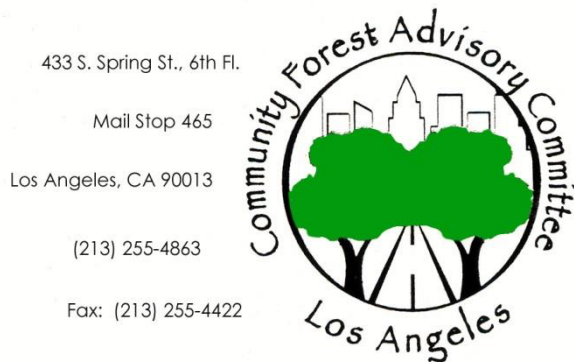 433 S. Spring St., 6th Fl.
Mail Stop 465
Los Angeles, CA 90013
(213) 255-4863
Fax:  (213) 255-4422
Community Forest Advisory Committee
Los Angeles